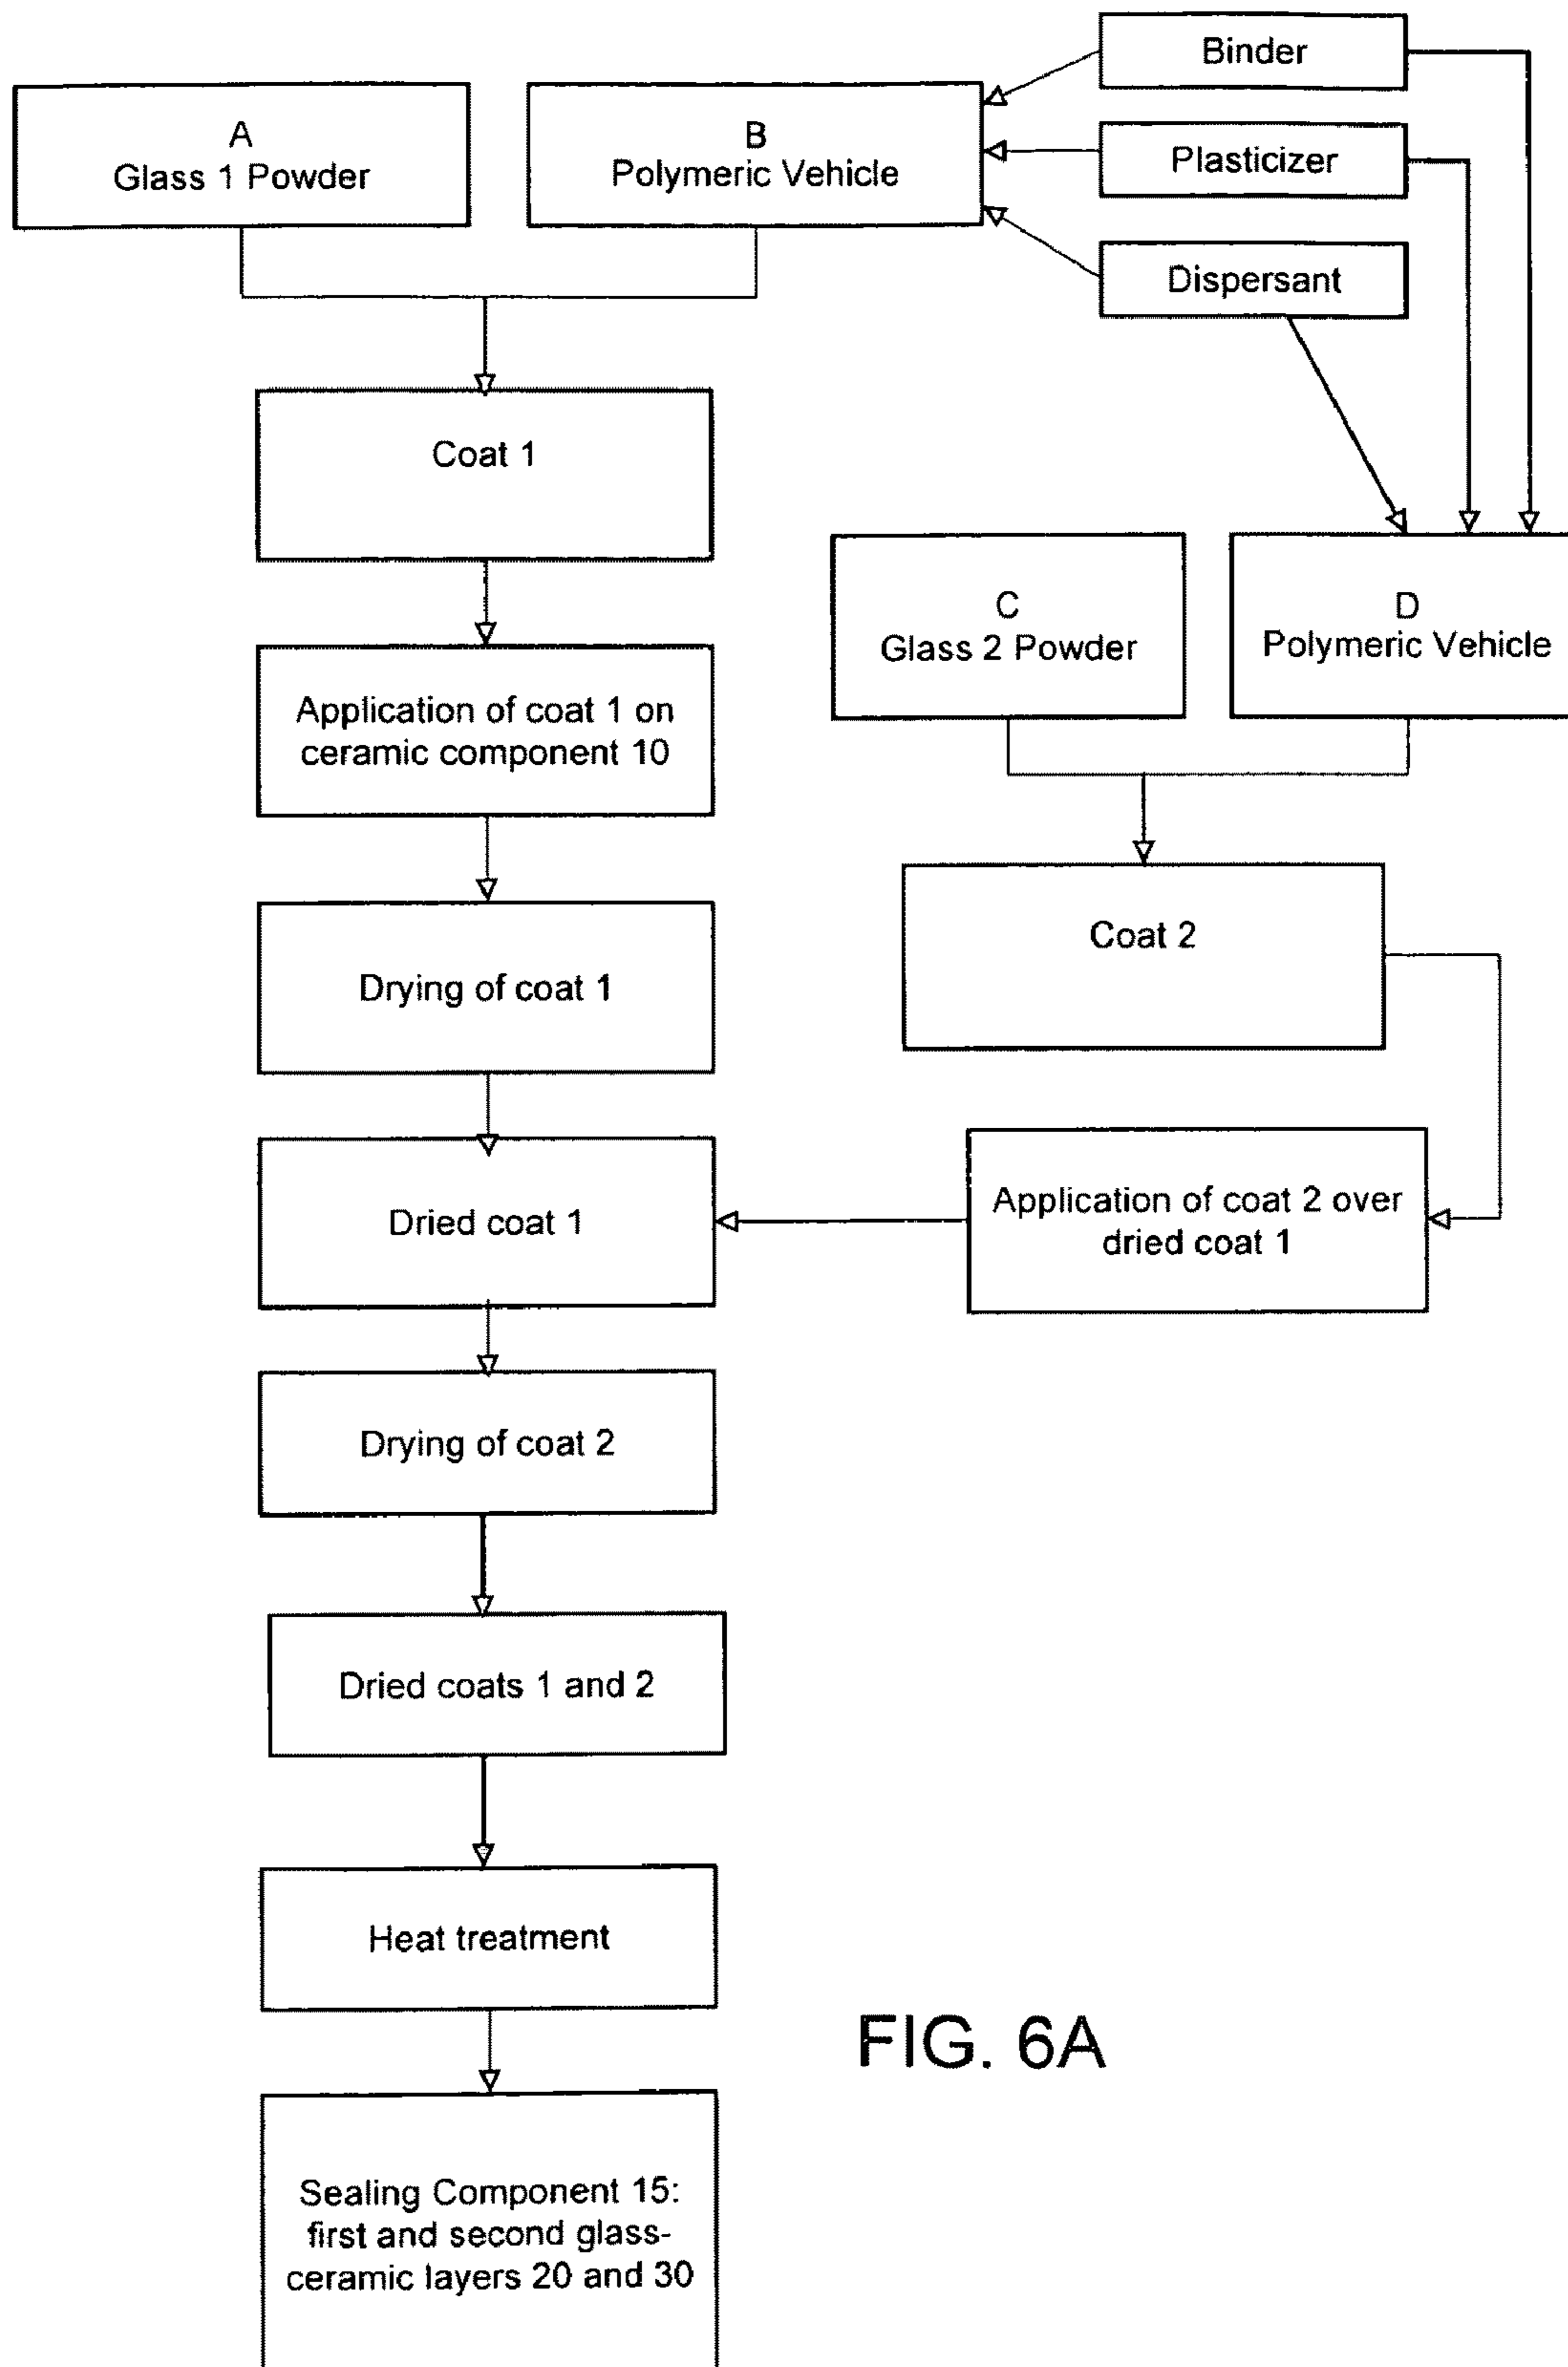 Binder
A
Glass 1 Powder
B
Polymeric Vehicle
Plasticizer
Dispersant
Coat 1
C
Glass 2 Powder
D
Polymeric Vehicle
Application of coat 1 on
ceramic component 10
Coat 2
Drying of coat 1
Dried coat 1
Application of coat 2 over
dried coat 1
Drying of coat 2
Dried coats 1 and 2
Heat treatment
FIG. 6A
Sealing Component 15:
first and second glass-
ceramic layers 20 and 30